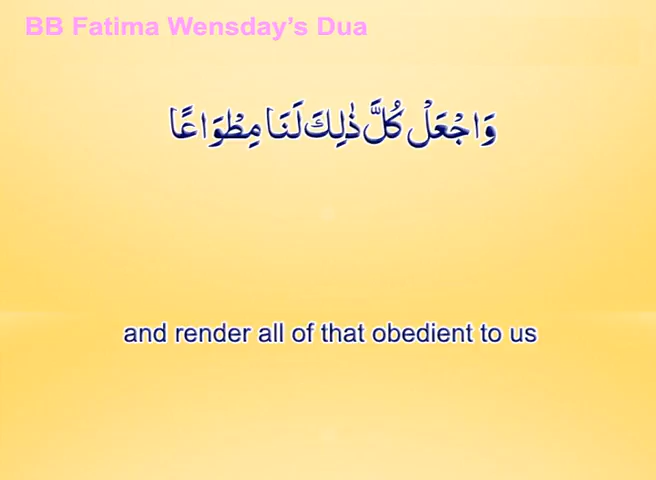 BB Fatima Wensday’s Dua
وَاجْعَلْ كُلَّ ذٰلِكَ لَنَا مِطْوَاعًا
and render all of that obedient to us